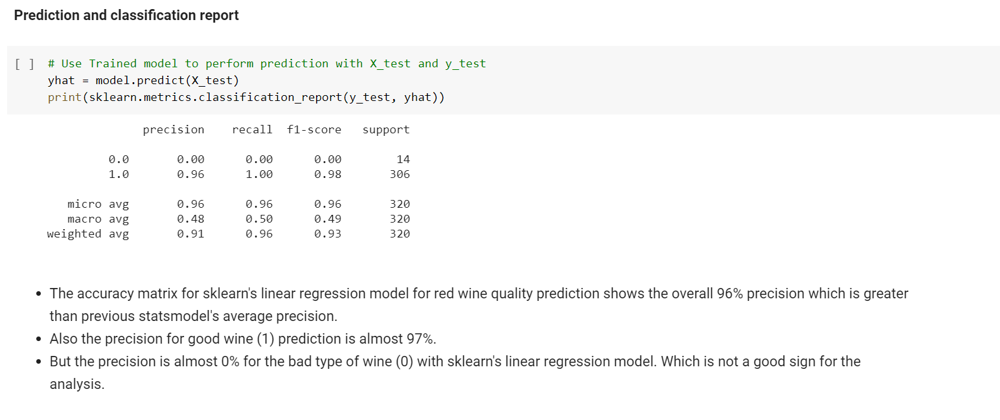 Prediction and classification report
[ ] # Use Trained model to perform prediction with X_test and y_test
yhat = model.predict(X_test)
print(sklearn.metrics.classification_report(y_test, yhat))
precision recall f1-score support
0.0 0.00 0.00 0.00 14
1.0 0.96 1.00 0.98 306
micro avg 0.96 0.96 0.96 320
macro avg 0.48 0.50 0.49 320
weighted avg 0.91 0.96 0.93 320
• The accuracy matrix for sklearn's linear regression model for red wine quality prediction shows the overall 96% precision which is greater
than previous statsmodel's average precision.
• Also the precision for good wine (1) prediction is almost 97%.
• But the precision is almost 0% for the bad type of wine (0) with sklearn's linear regression model. Which is not a good sign for the
analysis.